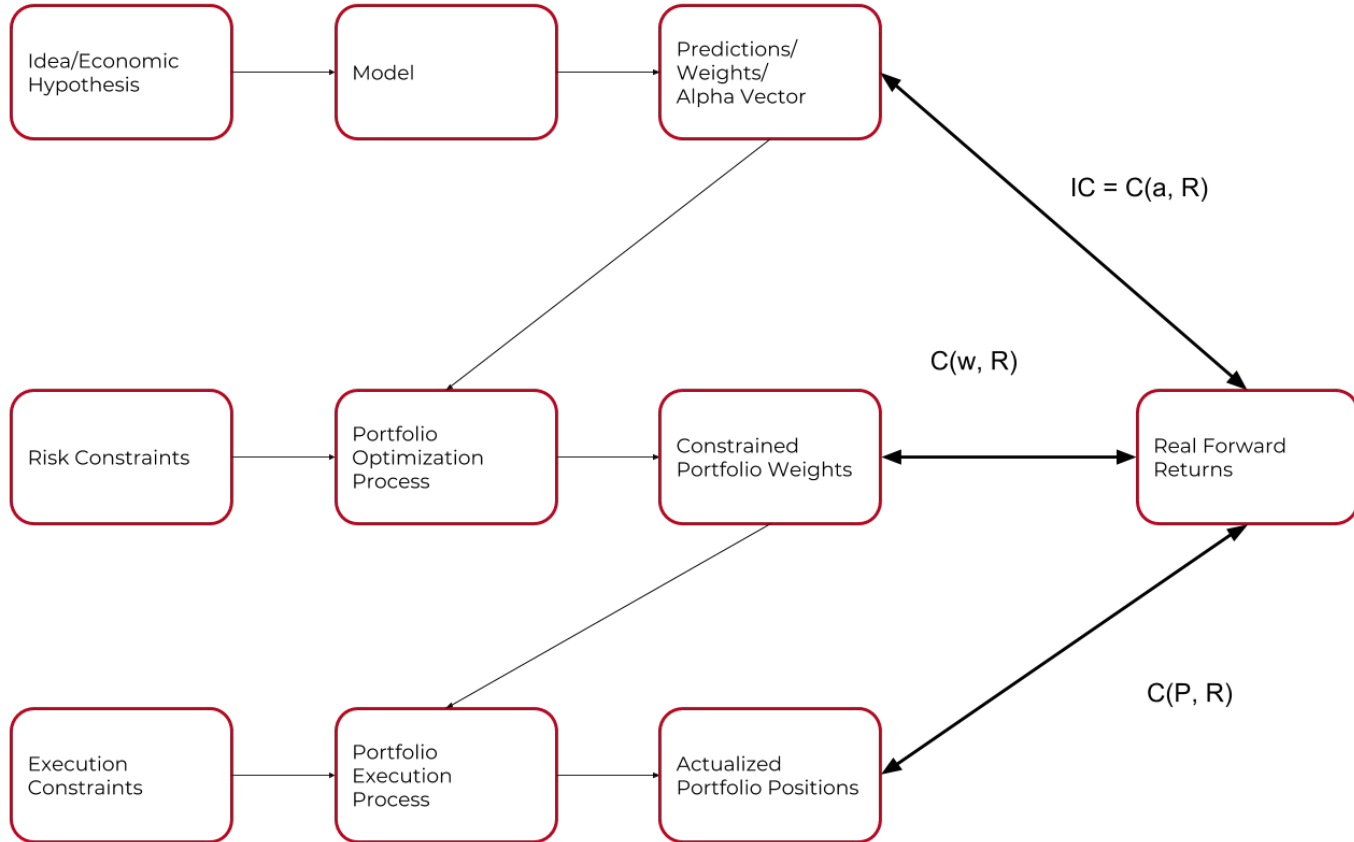 Idea/Economic
Hypothesis
Model
Predictions/
Weights/
Alpha Vector
IC = C(a, R)
C(w, R)
Risk Constraints
Portfolio
Optimization
Process
Constrained
Portfolio Weights
Real Forward
Returns
C(P, R)
Execution
Constraints
Portfolio
Execution
Process
Actualized
Portfolio Positions